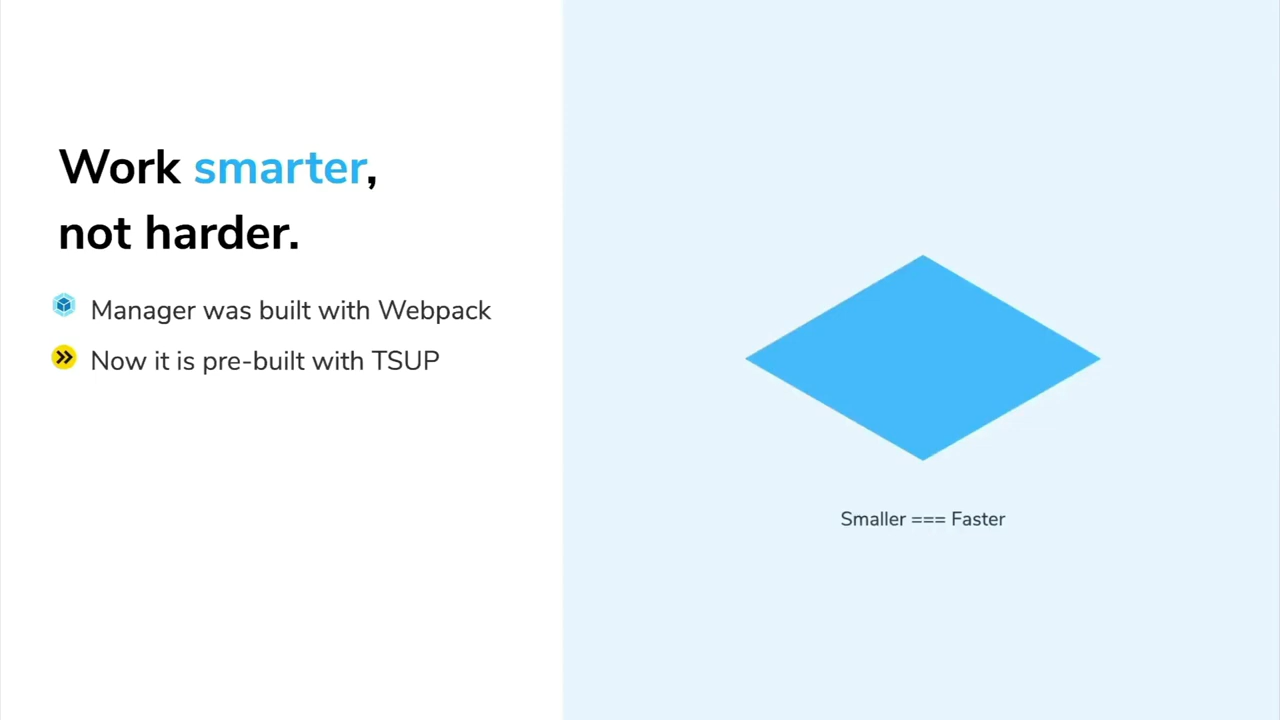 Work smarter,
not harder.
Manager was built with Webpack
Now it is pre-built with TSUP
Smaller === Faster